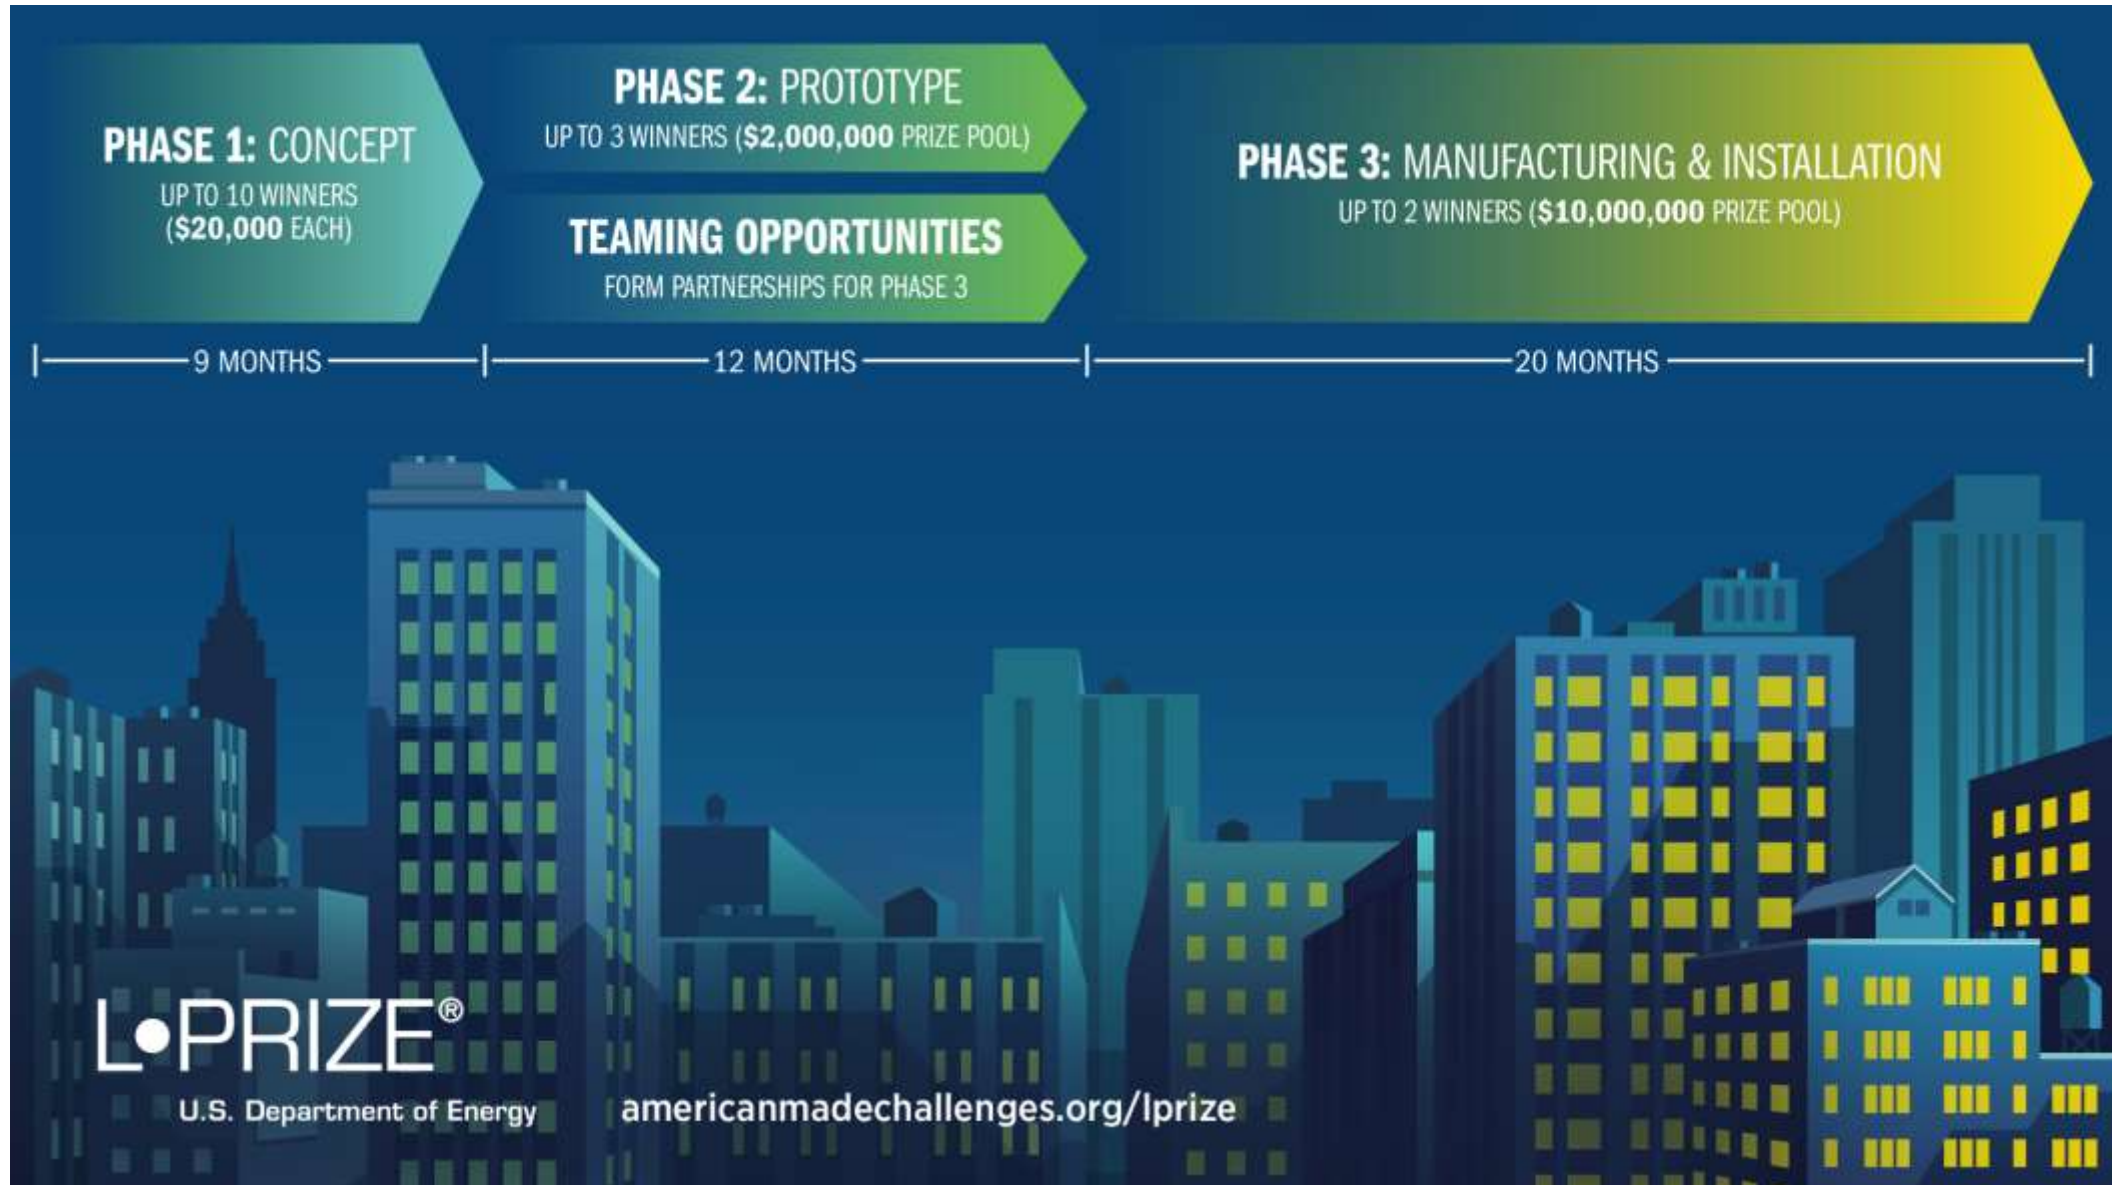 PHASE 1: CONCEPT
UP TO 10 WINNERS
($20,000 EACH)
PHASE 2: PROTOTYPE
UP TO 3 WINNERS ($2,000,000 PRIZE POOL)
TEAMING OPPORTUNITIES
FORM PARTNERSHIPS FOR PHASE 3
PHASE 3: MANUFACTURING & INSTALLATION
UP TO 2 WINNERS ($10,000,000 PRIZE POOL)
9 MONTHS
12 MONTHS
20 MONTHS
L•PRIZE®
U.S. Department of Energy
americanmadechallenges.org/lprize